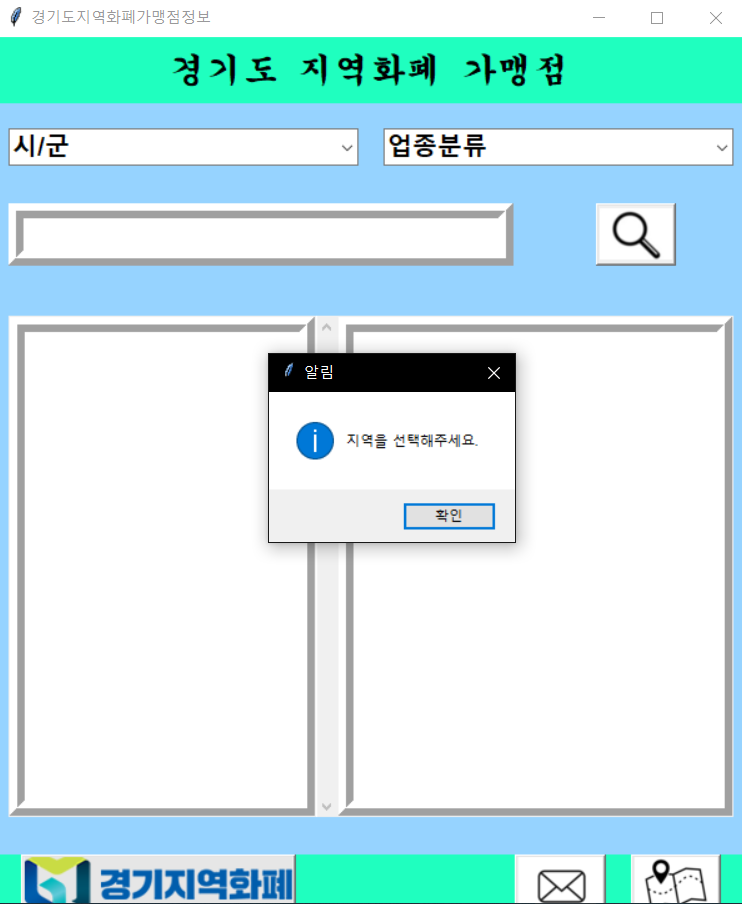 경기도지역화폐가맹점정보
경기도 지역화폐 가맹점
시/군
업종분류
알림
지역을 선택해주세요.
확인
경기지역화폐